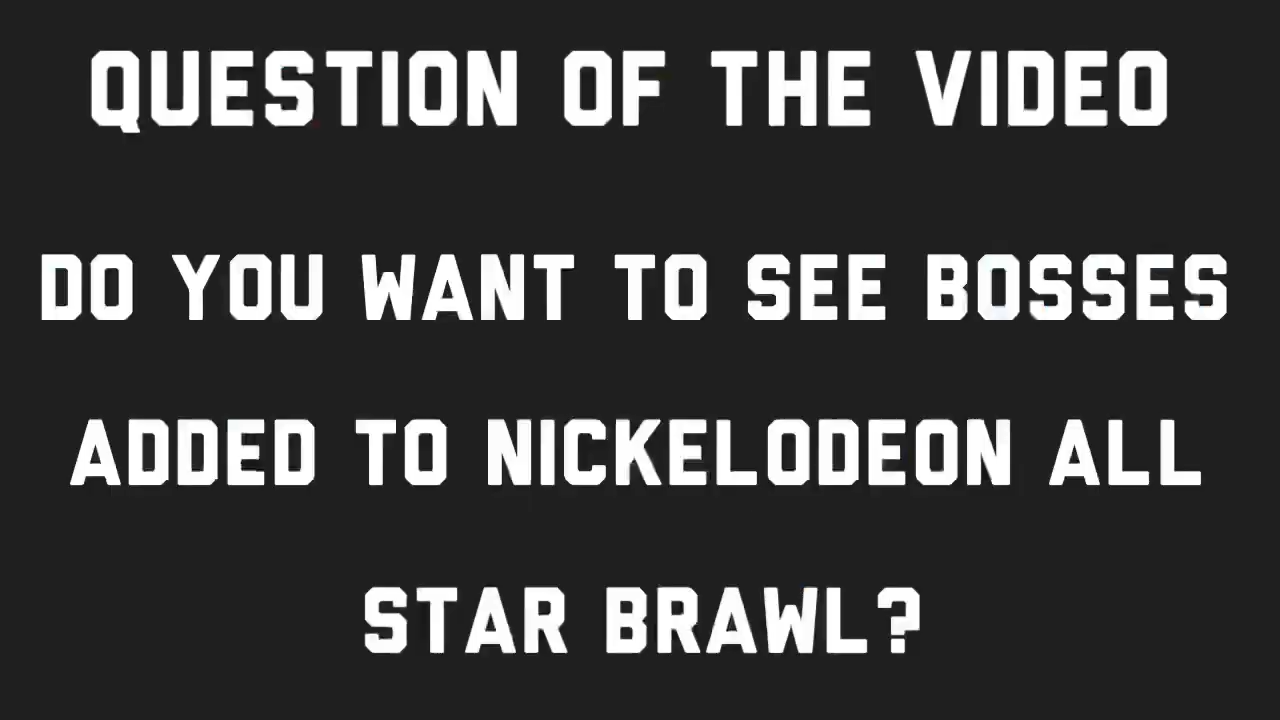 QUESTION OF THE VIDEO
DO YOU WANT TO SEE BOSSES
ADDED TO NICKELODEON ALL
STAR BRAWL?